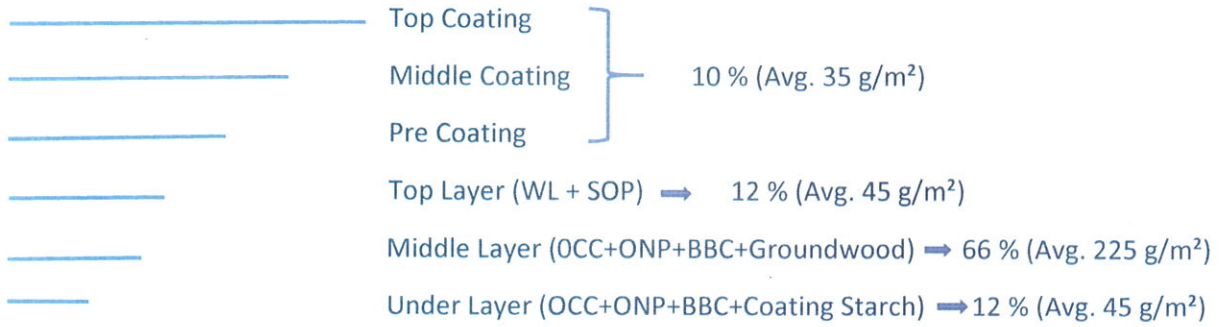 Top Coating
Middle Coating 10 % (Avg. 35 g/m²)
Pre Coating
Top Layer (WL + SOP) ➡ 12 % (Avg. 45 g/m²)
Middle Layer (OCC+ONP+BBC+Groundwood) ➡ 66 % (Avg. 225 g/m²)
Under Layer (OCC+ONP+BBC+Coating Starch) ➡12 % (Avg. 45 g/m²)